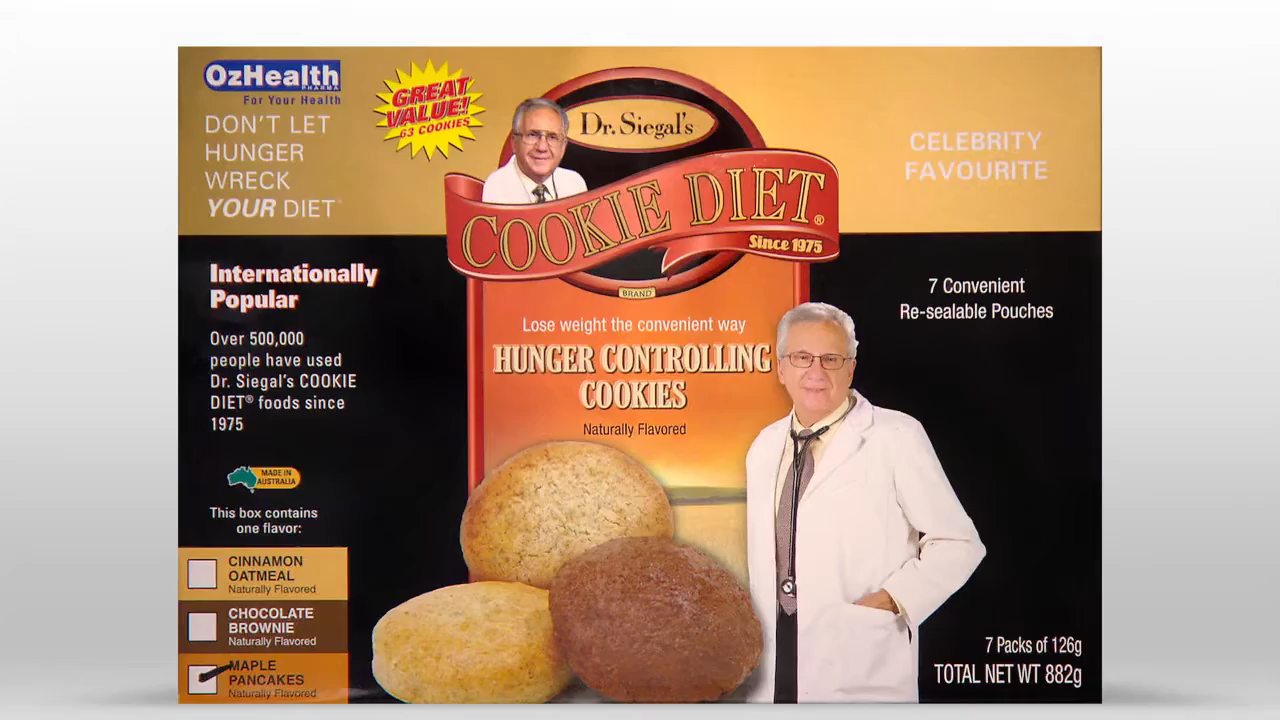 OzHealth
PHARMA
For Your Health
DON'T LET
HUNGER
WRECK
YOUR DIET™
GREAT
VALUE!
63 COOKIES
Dr. Siegal's
COOKIE DIET®
Since 1975
BRAND
CELEBRITY
FAVOURITE
Internationally
Popular
Over 500,000
people have used
Dr. Siegal's COOKIE
DIET® foods since
1975
MADE IN
AUSTRALIA
This box contains
one flavor:
CINNAMON
OATMEAL
Naturally Flavored
CHOCOLATE
BROWNIE
Naturally Flavored
MAPLE
PANCAKES
Naturally Flavored
Lose weight the convenient way
HUNGER CONTROLLING
COOKIES
Naturally Flavored
7 Convenient
Re-sealable Pouches
7 Packs of 126g
TOTAL NET WT 882g